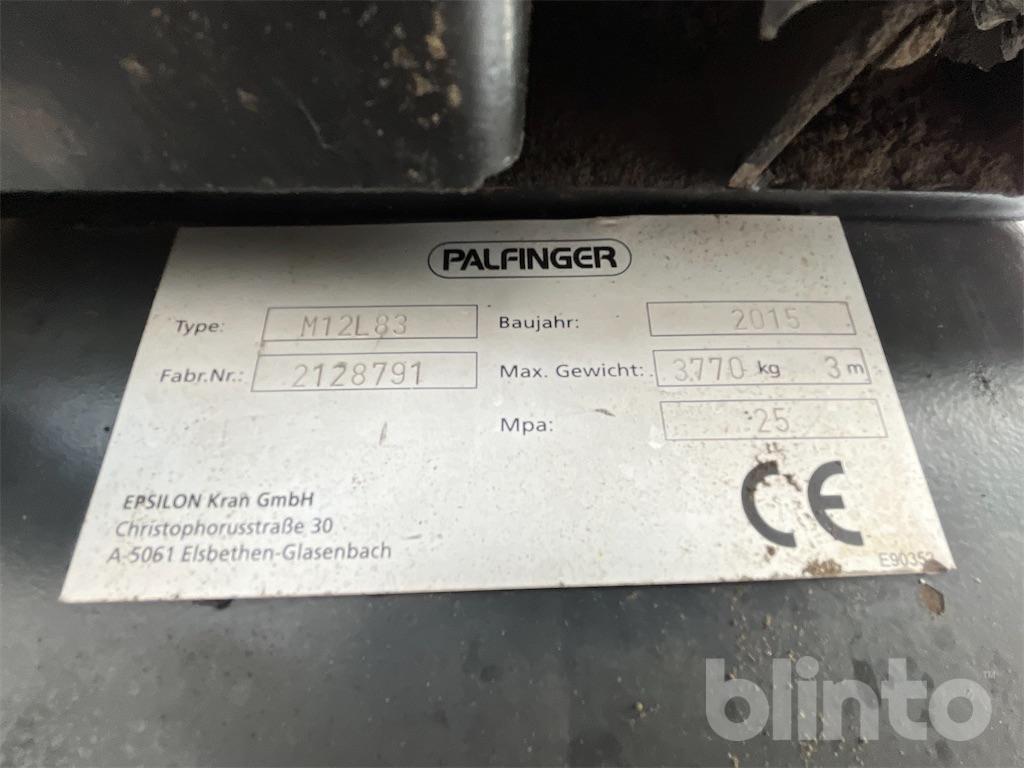 PALFINGER
Type: M12L83 Baujahr: 2015
Fabr.Nr.: 2128791 Max. Gewicht: 3770 kg 3 m
Mpa: 25
EPSILON Kran GmbH
Christophorusstraße 30
A-5061 Elsbethen-Glasenbach
CE
blinto™